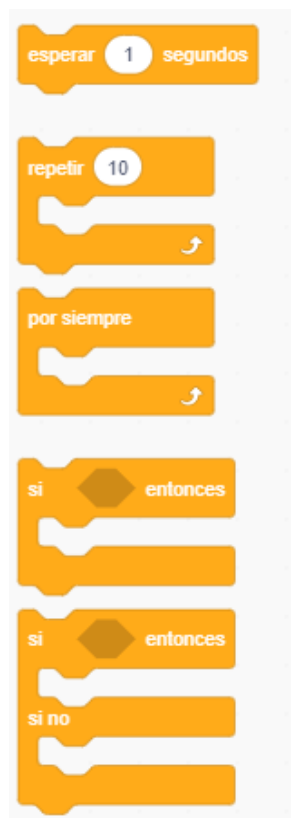 esperar 1 segundos
repetir 10
por siempre
si entonces
si entonces
si no